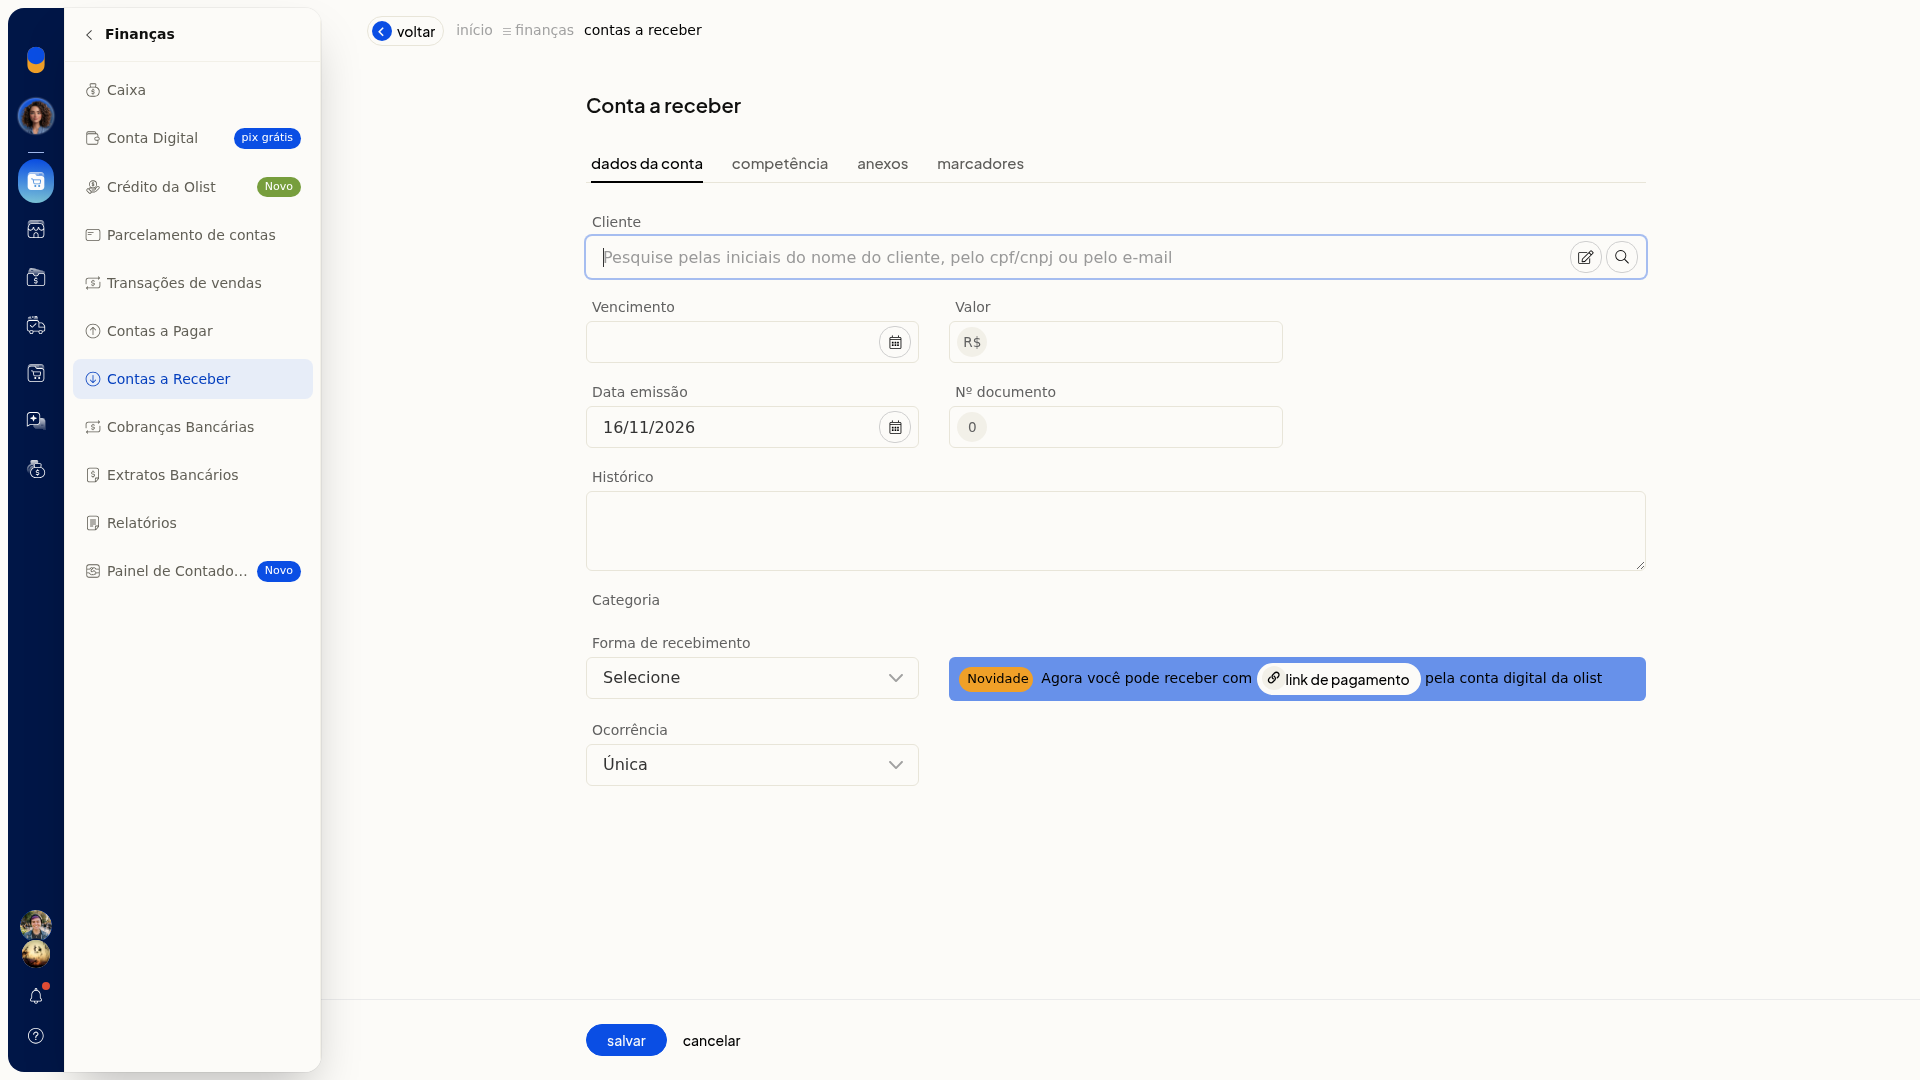 Finanças
Caixa
Conta Digital pix grátis
Crédito da Olist Novo
Parcelamento de contas
Transações de vendas
Contas a Pagar
Contas a Receber
Cobranças Bancárias
Extratos Bancários
Relatórios
Painel de Contado... Novo
voltar início finanças contas a receber
Conta a receber
dados da conta competência anexos marcadores
Cliente
Pesquise pelas iniciais do nome do cliente, pelo cpf/cnpj ou pelo e-mail
Vencimento Valor
R$
Data emissão Nº documento
16/11/2026 0
Histórico
Categoria
Forma de recebimento
Selecione
Novidade Agora você pode receber com link de pagamento pela conta digital da olist
Ocorrência
Única
salvar cancelar